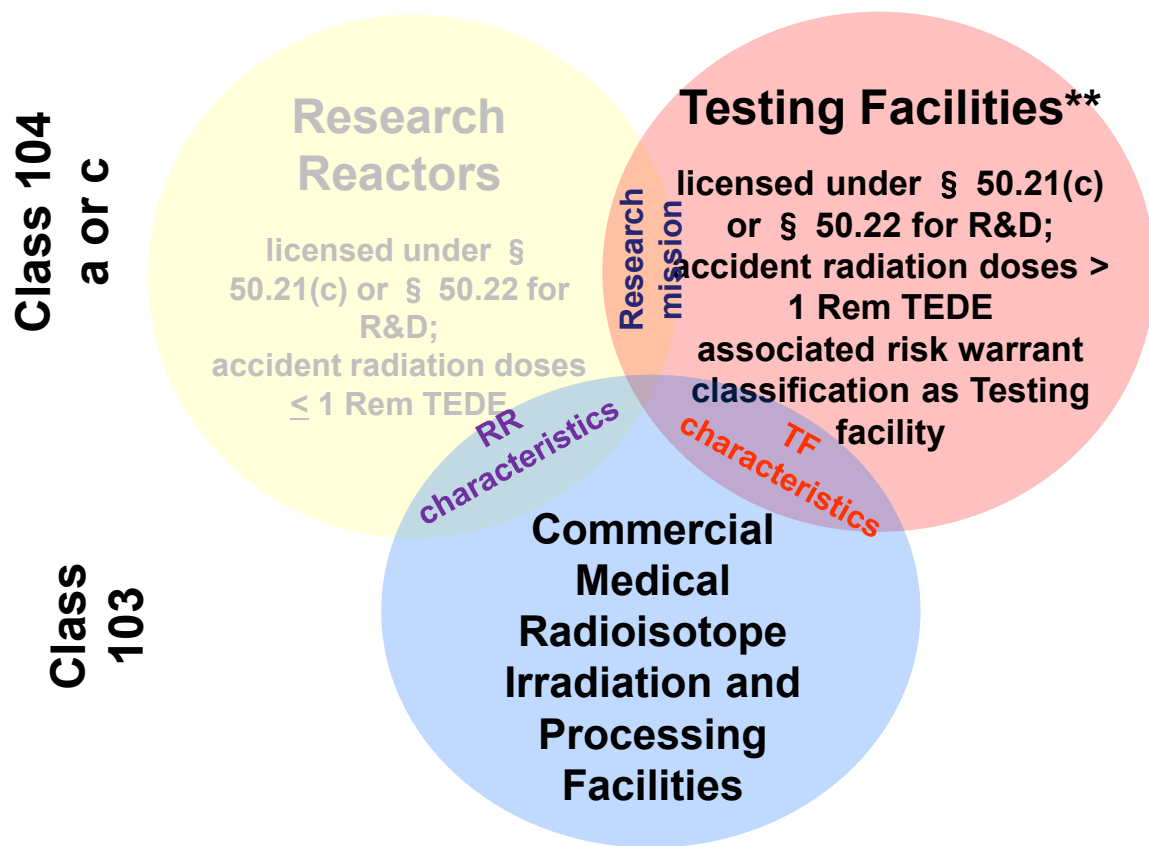 Class 104
a or c
Research
Reactors
licensed under §
50.21(c) or § 50.22 for
R&D;
accident radiation doses
< 1 Rem TEDE
Research
mission
Testing Facilities**
licensed under § 50.21(c)
or § 50.22 for R&D;
accident radiation doses >
1 Rem TEDE
associated risk warrant
classification as Testing
facility
RR
characteristics
TF
characteristics
Class
103
Commercial
Medical
Radioisotope
Irradiation and
Processing
Facilities